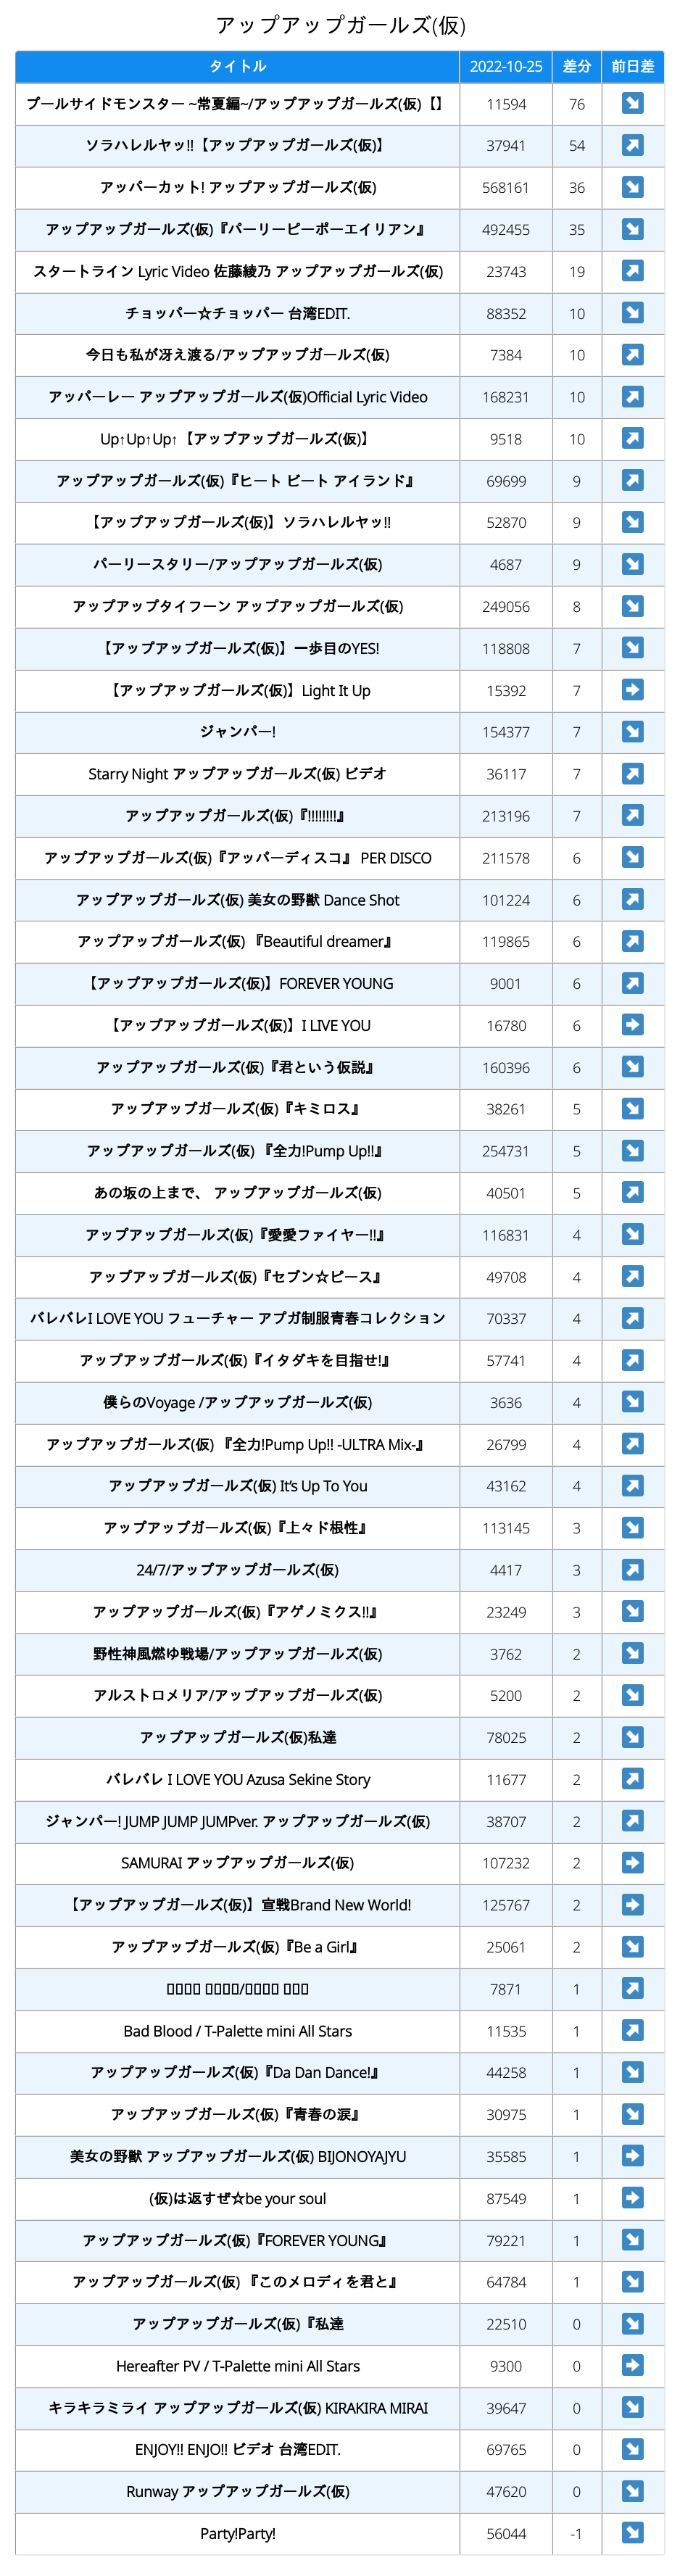 アップアップガールズ(仮)
タイトル 2022-10-25 差分 前日差
プールサイドモンスター ~常夏編~/アップアップガールズ(仮)【】 11594 76 ↘
ソラハレルヤッ!!【アップアップガールズ(仮)】 37941 54 ↗
アッパーカット! アップアップガールズ(仮) 568161 36 ↘
アップアップガールズ(仮)『パーリーピーポーエイリアン』 492455 35 ↘
スタートライン Lyric Video 佐藤綾乃 アップアップガールズ(仮) 23743 19 ↗
チョッパー☆チョッパー 台湾EDIT. 88352 10 ↘
今日も私が冴え渡る/アップアップガールズ(仮) 7384 10 ↗
アッパーレー アップアップガールズ(仮)Official Lyric Video 168231 10 ↗
Up↑Up↑Up↑【アップアップガールズ(仮)】 9518 10 ↗
アップアップガールズ(仮)『ヒート ビート アイランド』 69699 9 ↗
【アップアップガールズ(仮)】ソラハレルヤッ!! 52870 9 ↘
パーリースタリー/アップアップガールズ(仮) 4687 9 ↘
アップアップタイフーン アップアップガールズ(仮) 249056 8 ↘
【アップアップガールズ(仮)】一歩目のYES! 118808 7 ↘
【アップアップガールズ(仮)】Light It Up 15392 7 ➡
ジャンパー! 154377 7 ↘
Starry Night アップアップガールズ(仮) ビデオ 36117 7 ↗
アップアップガールズ(仮)『!!!!!!!!』 213196 7 ↗
アップアップガールズ(仮)『アッパーディスコ』 PER DISCO 211578 6 ↘
アップアップガールズ(仮) 美女の野獣 Dance Shot 101224 6 ↗
アップアップガールズ(仮) 『Beautiful dreamer』 119865 6 ↗
【アップアップガールズ(仮)】FOREVER YOUNG 9001 6 ↗
【アップアップガールズ(仮)】I LIVE YOU 16780 6 ➡
アップアップガールズ(仮)『君という仮説』 160396 6 ↘
アップアップガールズ(仮)『キミロス』 38261 5 ↘
アップアップガールズ(仮) 『全力!Pump Up!!』 254731 5 ↘
あの坂の上まで、 アップアップガールズ(仮) 40501 5 ↗
アップアップガールズ(仮)『愛愛ファイヤー!!』 116831 4 ↘
アップアップガールズ(仮)『セブン☆ピース』 49708 4 ↗
バレバレI LOVE YOU フューチャー アプガ制服青春コレクション 70337 4 ↗
アップアップガールズ(仮)『イタダキを目指せ!』 57741 4 ↗
僕らのVoyage /アップアップガールズ(仮) 3636 4 ↘
アップアップガールズ(仮) 『全力!Pump Up!! -ULTRA Mix-』 26799 4 ↗
アップアップガールズ(仮) It's Up To You 43162 4 ↗
アップアップガールズ(仮)『上々ド根性』 113145 3 ↘
24/7/アップアップガールズ(仮) 4417 3 ↗
アップアップガールズ(仮)『アゲノミクス!!』 23249 3 ↘
野性神風燃ゆ戦場/アップアップガールズ(仮) 3762 2 ↘
アルストロメリア/アップアップガールズ(仮) 5200 2 ↘
アップアップガールズ(仮)私達 78025 2 ↘
バレバレ I LOVE YOU Azusa Sekine Story 11677 2 ↗
ジャンパー! JUMP JUMP JUMPver. アップアップガールズ(仮) 38707 2 ↗
SAMURAI アップアップガールズ(仮) 107232 2 ➡
【アップアップガールズ(仮)】宣戦Brand New World! 125767 2 ➡
アップアップガールズ(仮)『Be a Girl』 25061 2 ↘
▯▯▯▯ ▯▯▯▯/▯▯▯▯ ▯▯▯ 7871 1 ↗
Bad Blood / T-Palette mini All Stars 11535 1 ↗
アップアップガールズ(仮)『Da Dan Dance!』 44258 1 ↘
アップアップガールズ(仮)『青春の涙』 30975 1 ↘
美女の野獣 アップアップガールズ(仮) BIJONOYAJYU 35585 1 ➡
(仮)は返すぜ☆be your soul 87549 1 ➡
アップアップガールズ(仮)『FOREVER YOUNG』 79221 1 ↘
アップアップガールズ(仮) 『このメロディを君と』 64784 1 ↘
アップアップガールズ(仮)『私達 22510 0 ↘
Hereafter PV / T-Palette mini All Stars 9300 0 ➡
キラキラミライ アップアップガールズ(仮) KIRAKIRA MIRAI 39647 0 ↘
ENJOY!! ENJO!! ビデオ 台湾EDIT. 69765 0 ↘
Runway アップアップガールズ(仮) 47620 0 ↘
Party!Party! 56044 -1 ↘